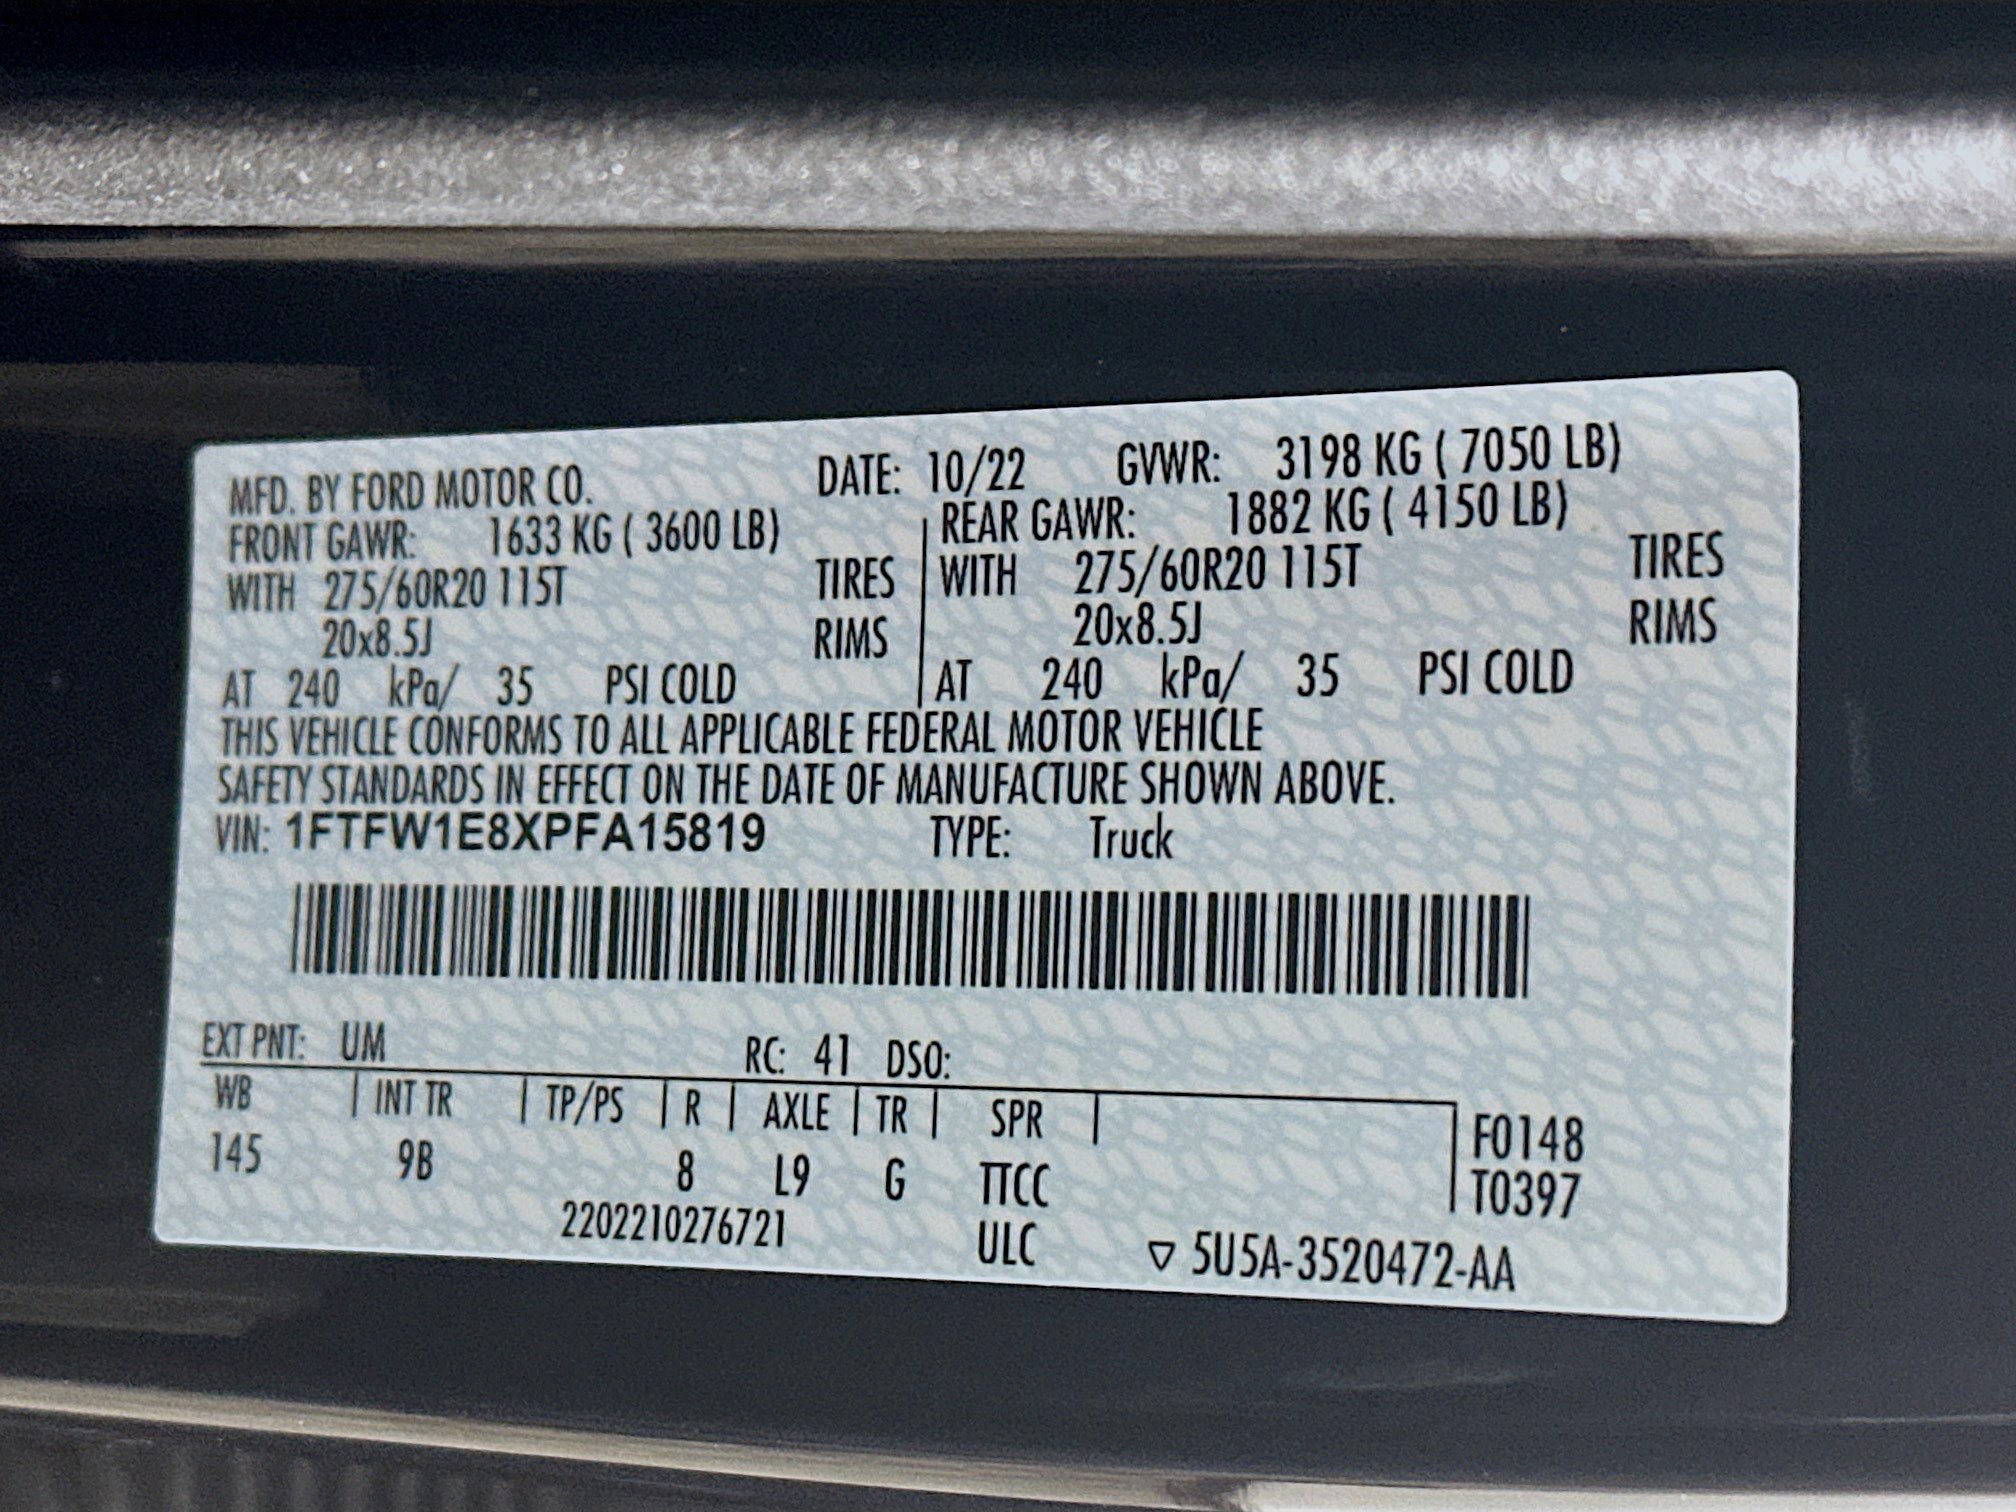 MFD. BY FORD MOTOR CO. DATE: 10/22 GVWR: 3198 KG ( 7050 LB)
FRONT GAWR: 1633 KG ( 3600 LB) REAR GAWR: 1882 KG ( 4150 LB)
WITH 275/60R20 115T TIRES WITH 275/60R20 115T TIRES
20x8.5J RIMS 20x8.5J RIMS
AT 240 kPa/ 35 PSI COLD AT 240 kPa/ 35 PSI COLD
THIS VEHICLE CONFORMS TO ALL APPLICABLE FEDERAL MOTOR VEHICLE
SAFETY STANDARDS IN EFFECT ON THE DATE OF MANUFACTURE SHOWN ABOVE.
VIN: 1FTFW1E8XPFA15819 TYPE: Truck
EXT PNT: UM RC: 41 DSO:
WB | INT TR | TP/PS | R | AXLE | TR | SPR | F0148
145 9B 8 L9 G TTCC T0397
2202210276721 ULC ▽ 5U5A-3520472-AA